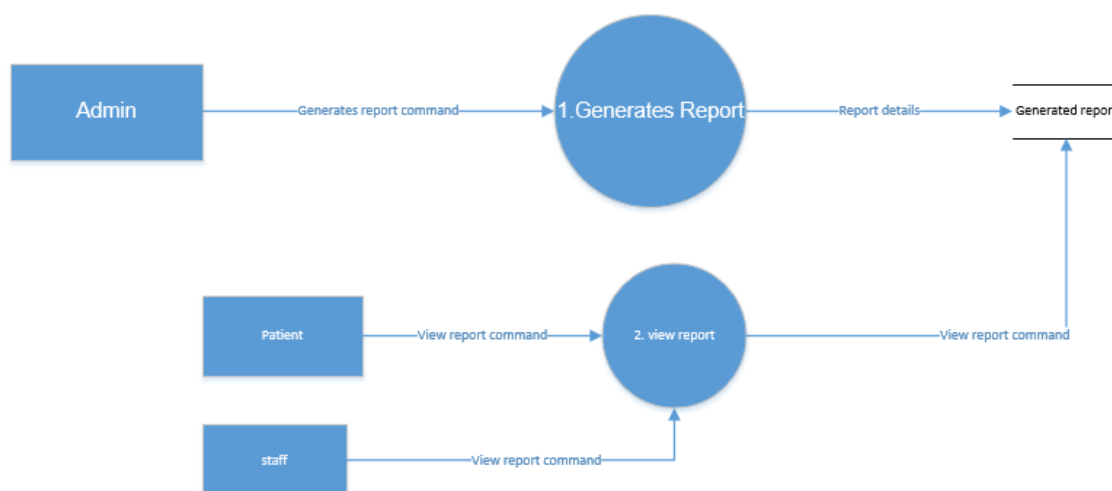 Admin
Generates report command
1.Generates Report
Report details
Generated report
Patient
View report command
2. view report
View report command
staff
View report command